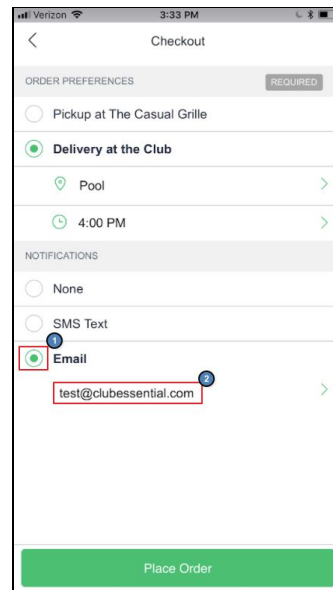 Verizon 3:33 PM
Checkout
ORDER PREFERENCES REQUIRED
Pickup at The Casual Grille
Delivery at the Club
Pool
4:00 PM
NOTIFICATIONS
None
SMS Text
1
Email
2
test@clubessential.com
Place Order